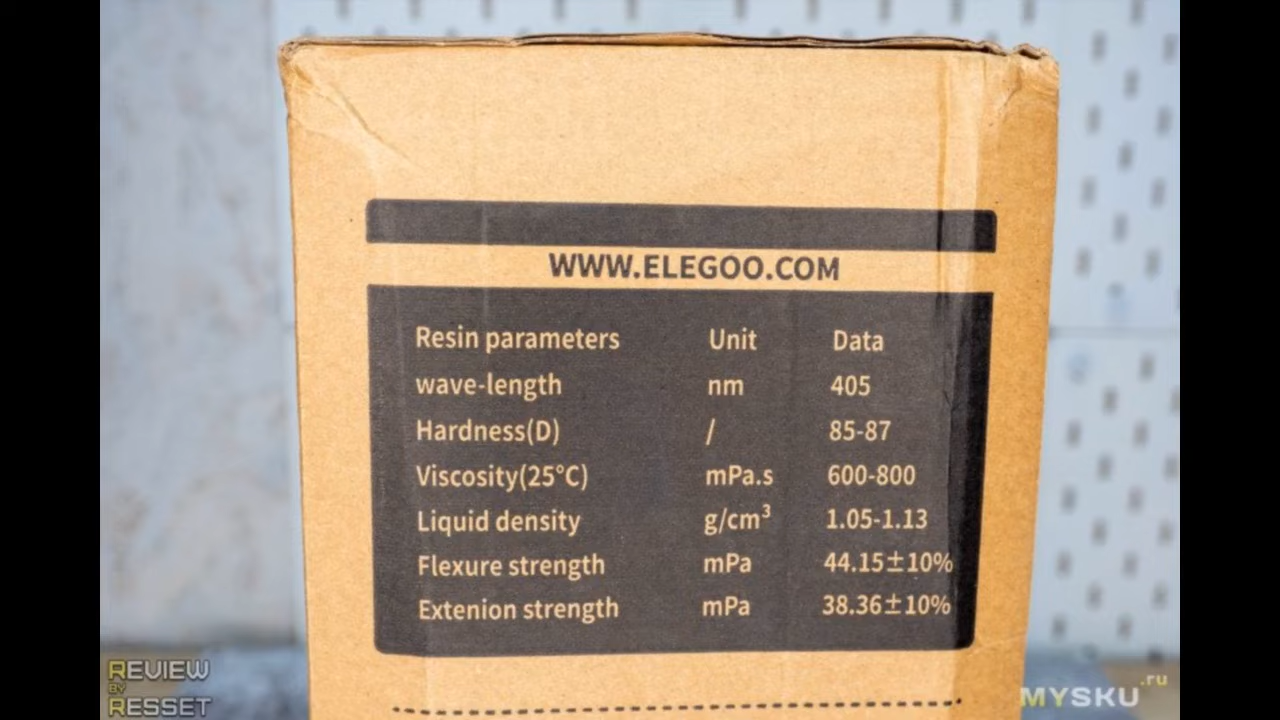 WWW.ELEGOO.COM
Resin parameters Unit Data
wave-length nm 405
Hardness(D) / 85-87
Viscosity(25°C) mPa.s 600-800
Liquid density g/cm³ 1.05-1.13
Flexure strength mPa 44.15±10%
Extenion strength mPa 38.36±10%
REVIEW
BY
RESSET
MYSKU.ru